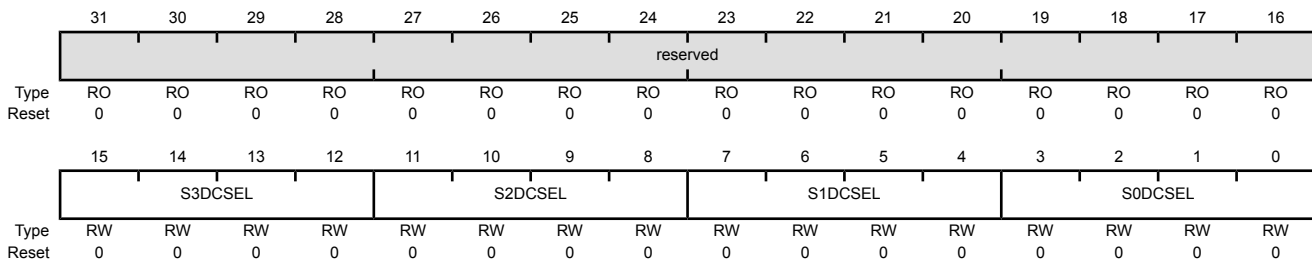 31 30 29 28 27 26 25 24 23 22 21 20 19 18 17 16
reserved
Type RO RO RO RO RO RO RO RO RO RO RO RO RO RO RO RO
Reset 0 0 0 0 0 0 0 0 0 0 0 0 0 0 0 0
15 14 13 12 11 10 9 8 7 6 5 4 3 2 1 0
S3DCSEL S2DCSEL S1DCSEL S0DCSEL
Type RW RW RW RW RW RW RW RW RW RW RW RW RW RW RW RW
Reset 0 0 0 0 0 0 0 0 0 0 0 0 0 0 0 0